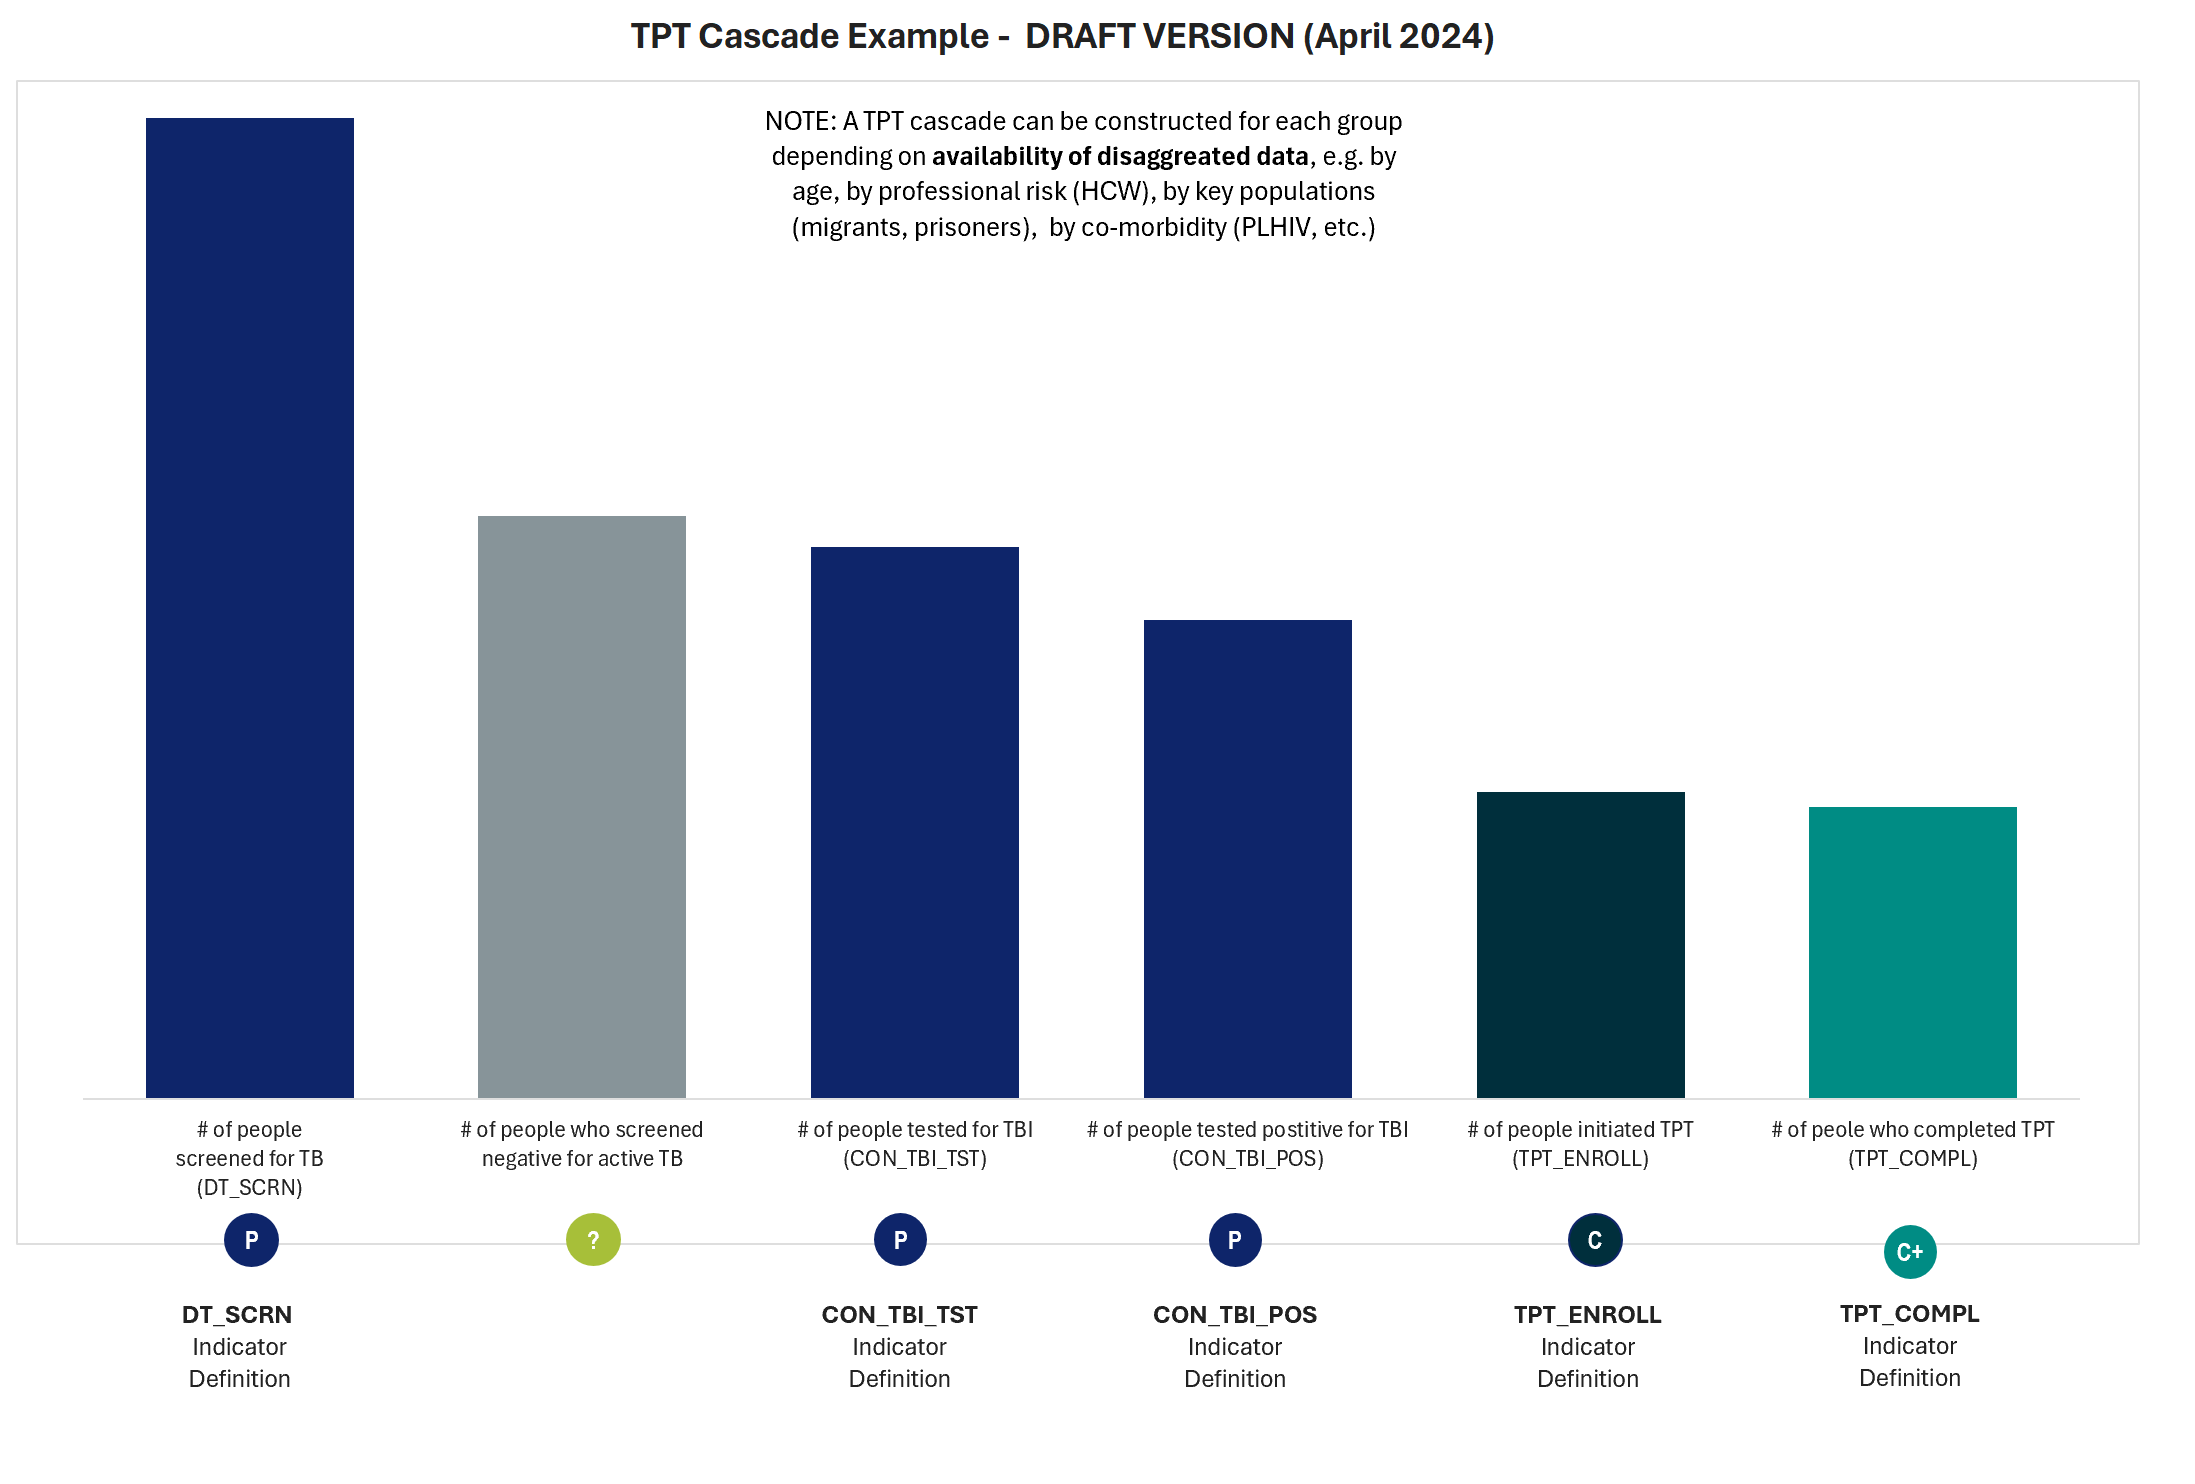 TPT Cascade Example -  DRAFT VERSION (April 2024)
NOTE: A TPT cascade can be constructed for each group
depending on availability of disaggreated data, e.g. by
age, by professional risk (HCW), by key populations
(migrants, prisoners),  by co-morbidity (PLHIV, etc.)
# of people
screened for TB
(DT_SCRN)
# of people who screened
negative for active TB
# of people tested for TBI
(CON_TBI_TST)
# of people tested postitive for TBI
(CON_TBI_POS)
# of people initiated TPT
(TPT_ENROLL)
# of peole who completed TPT
(TPT_COMPL)
P
?
P
P
C
C+
DT_SCRN
Indicator
Definition
CON_TBI_TST
Indicator
Definition
CON_TBI_POS
Indicator
Definition
TPT_ENROLL
Indicator
Definition
TPT_COMPL
Indicator
Definition